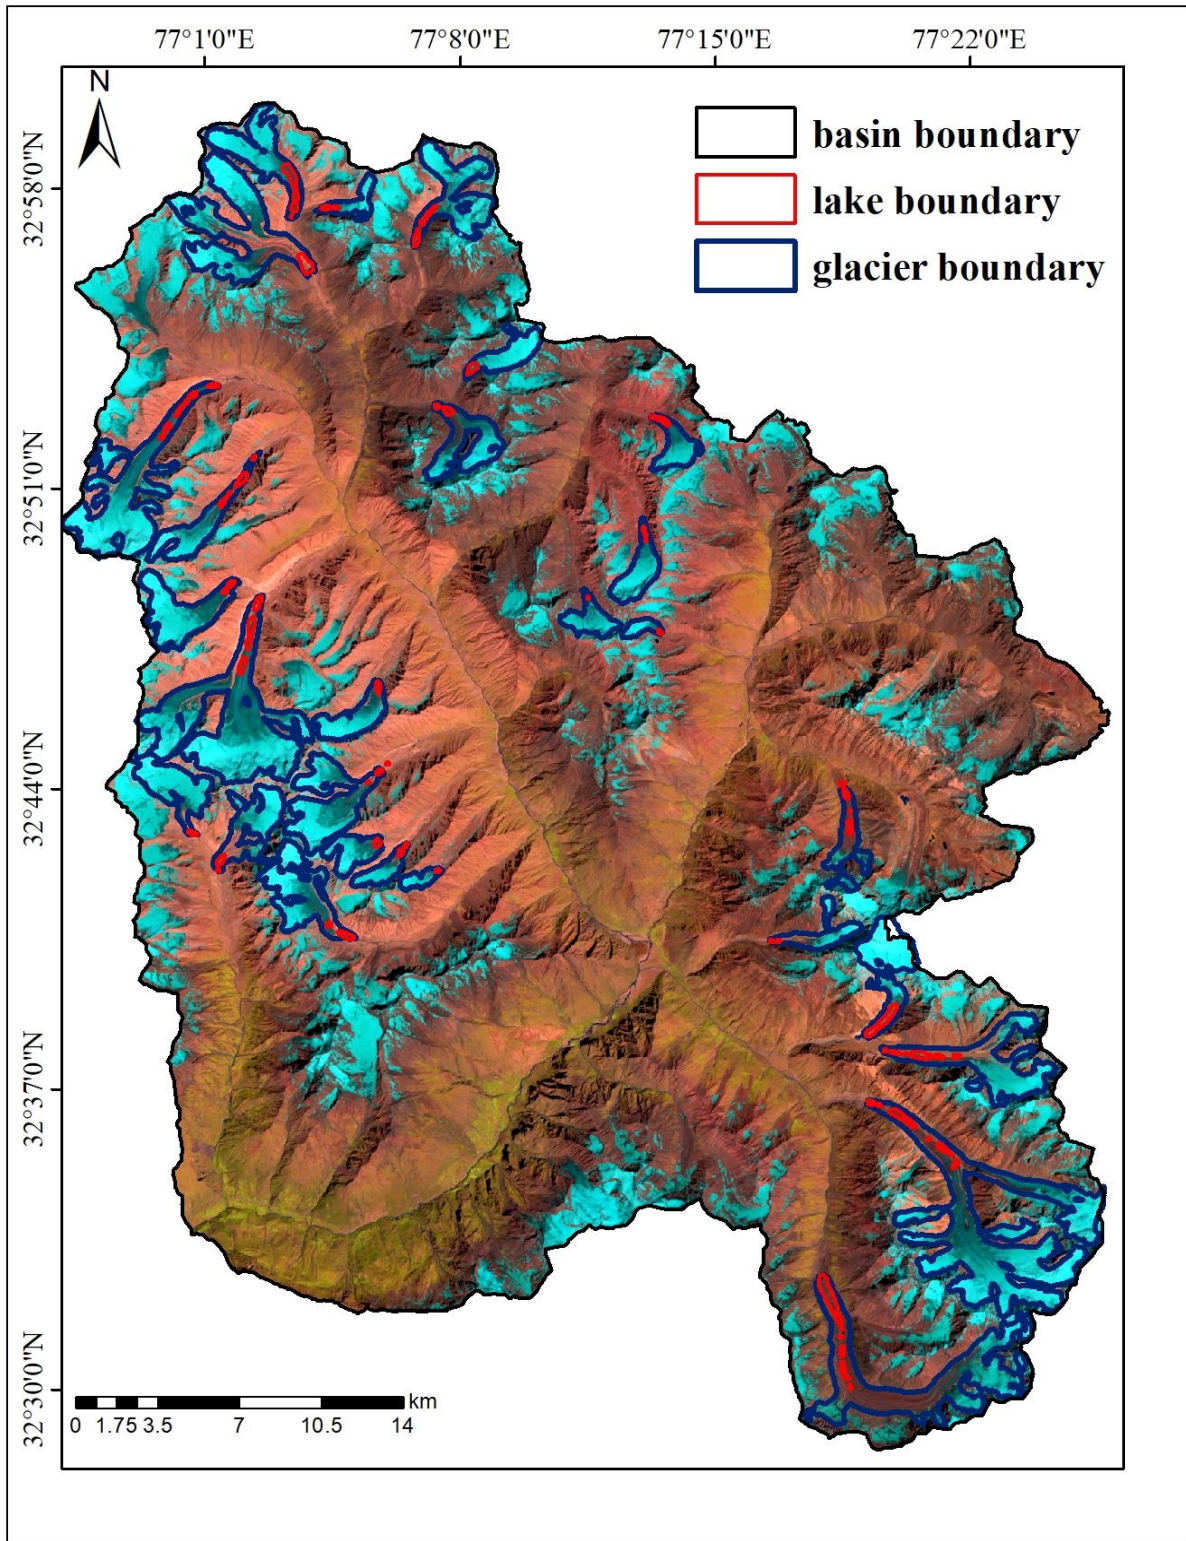 77°1'0"E 77°8'0"E 77°15'0"E 77°22'0"E
N
basin boundary
lake boundary
glacier boundary
32°58'0"N
32°51'0"N
32°44'0"N
32°37'0"N
32°30'0"N
km
0 1.75 3.5 7 10.5 14